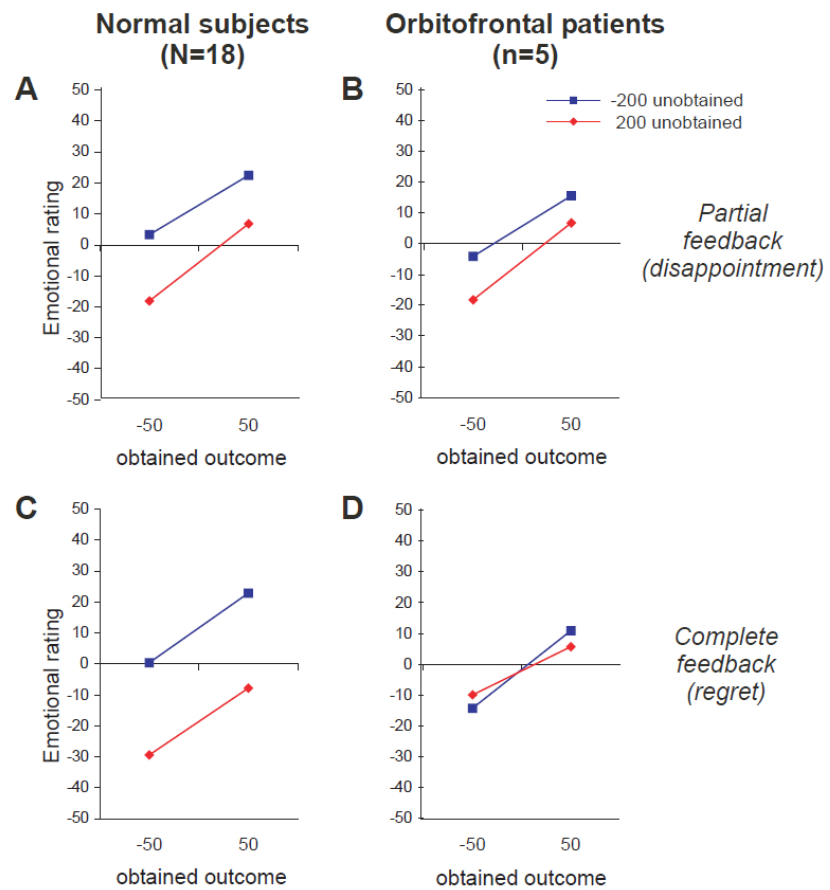 Normal subjects
(N=18)
Orbitofrontal patients
(n=5)
A
50
40
30
20
10
0
-10
-20
-30
-40
-50
Emotional rating
-50 50
obtained outcome
B
50
40
30
20
10
0
-10
-20
-30
-40
-50
-200 unobtained
200 unobtained
-50 50
obtained outcome
Partial
feedback
(disappointment)
C
50
40
30
20
10
0
-10
-20
-30
-40
-50
Emotional rating
-50 50
obtained outcome
D
50
40
30
20
10
0
-10
-20
-30
-40
-50
-50 50
obtained outcome
Complete
feedback
(regret)